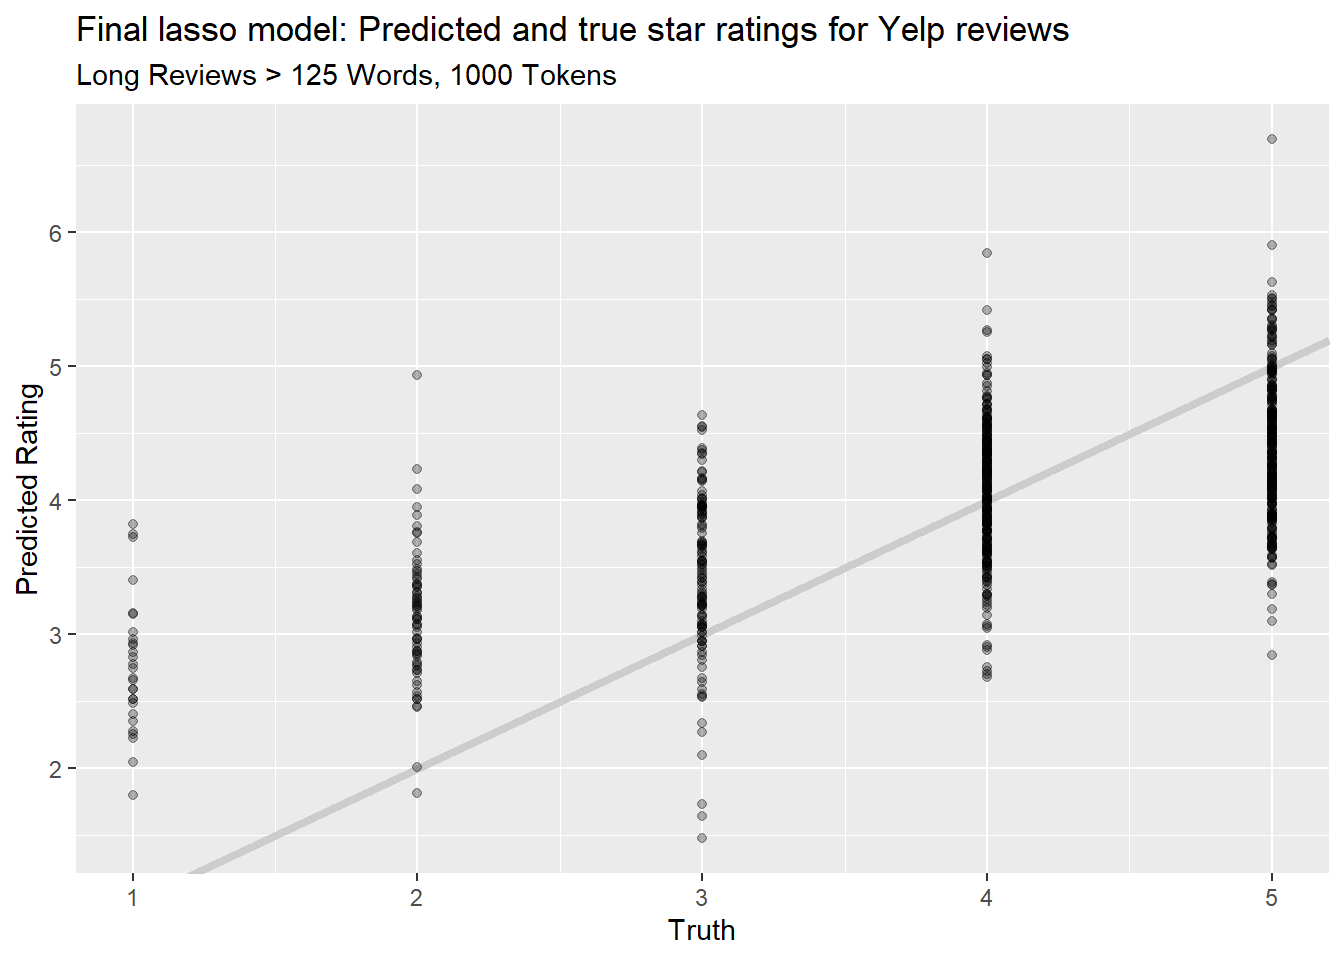 Final lasso model: Predicted and true star ratings for Yelp reviews
Long Reviews > 125 Words, 1000 Tokens
6
5
4
3
2
Predicted Rating
1 2 3 4 5
Truth